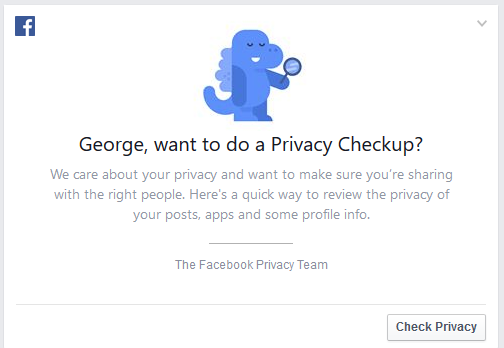 George, want to do a Privacy Checkup?
We care about your privacy and want to make sure you're sharing
with the right people. Here's a quick way to review the privacy of
your posts, apps and some profile info.
The Facebook Privacy Team
Check Privacy